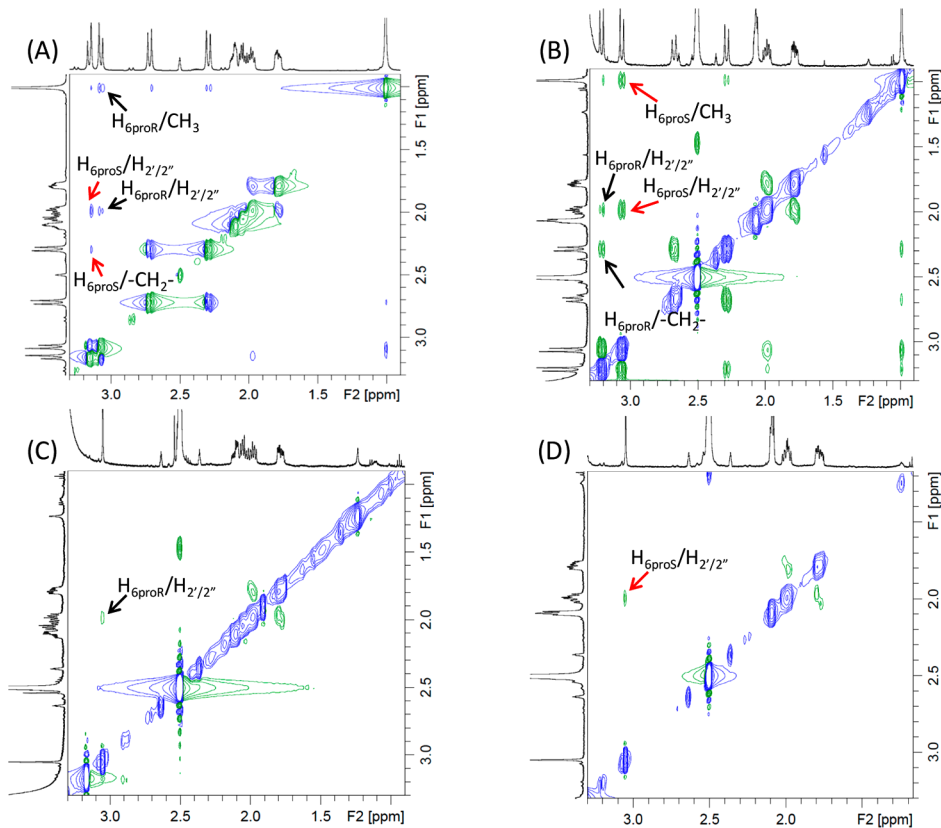 (A)
H6proR/CH3
H6proS/H2'/2"
H6proR/H2'/2"
H6proS/-CH2-
F1 [ppm]
1.5
2.0
2.5
3.0
3.0
2.5
2.0
1.5
F2 [ppm]
(B)
H6proS/CH3
H6proR/H2'/2"
H6proS/H2'/2"
H6proR/-CH2-
F1 [ppm]
1.5
2.0
2.5
3.0
3.0
2.5
2.0
1.5
F2 [ppm]
(C)
H6proR/H2'/2"
F1 [ppm]
1.5
2.0
2.5
3.0
3.0
2.5
2.0
1.5
F2 [ppm]
(D)
H6proS/H2'/2"
F1 [ppm]
1.5
2.0
2.5
3.0
3.0
2.5
2.0
1.5
F2 [ppm]